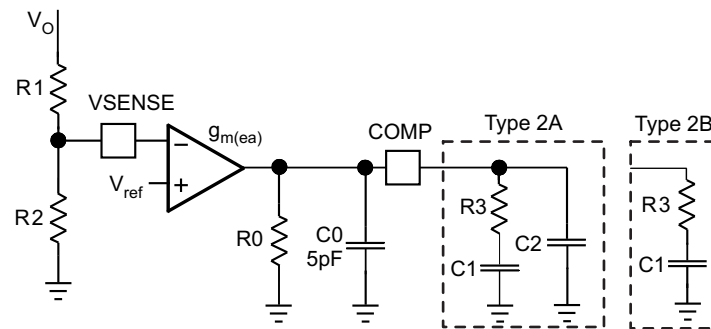 V_O
R1
VSENSE
g_m(ea)
COMP
Type 2A
Type 2B
−
V_ref
+
R2
R0
C0
5pF
R3
C2
C1
R3
C1